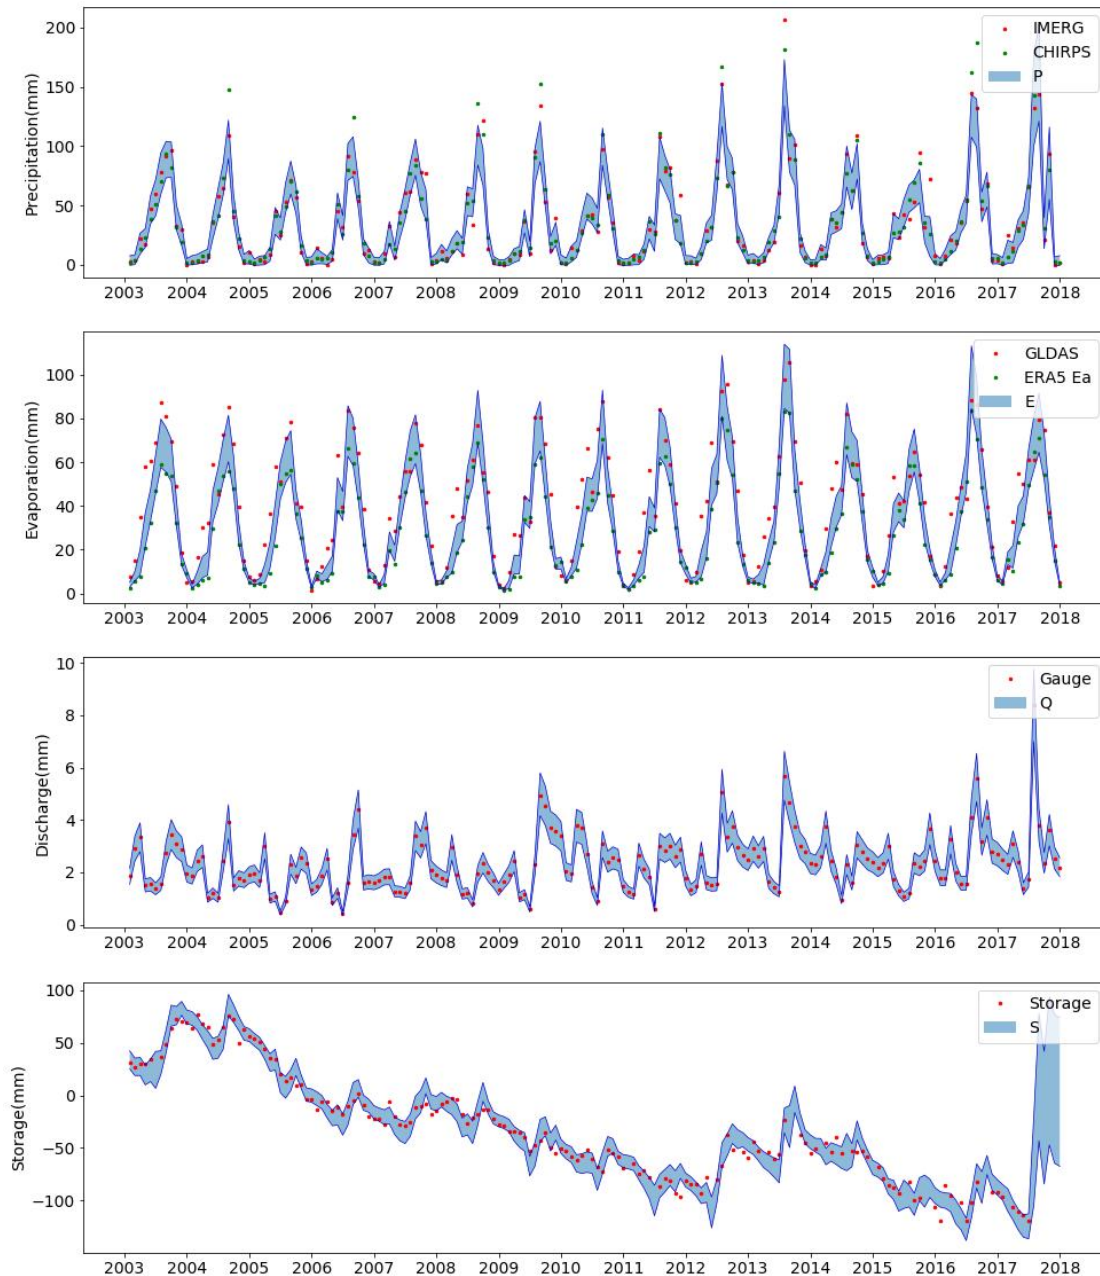 Precipitation(mm)
200
150
100
50
0
IMERG
CHIRPS
P
2003 2004 2005 2006 2007 2008 2009 2010 2011 2012 2013 2014 2015 2016 2017 2018
Evaporation(mm)
100
80
60
40
20
0
GLDAS
ERA5 Ea
E
2003 2004 2005 2006 2007 2008 2009 2010 2011 2012 2013 2014 2015 2016 2017 2018
Discharge(mm)
10
8
6
4
2
0
Gauge
Q
2003 2004 2005 2006 2007 2008 2009 2010 2011 2012 2013 2014 2015 2016 2017 2018
Storage(mm)
100
50
0
−50
−100
Storage
S
2003 2004 2005 2006 2007 2008 2009 2010 2011 2012 2013 2014 2015 2016 2017 2018